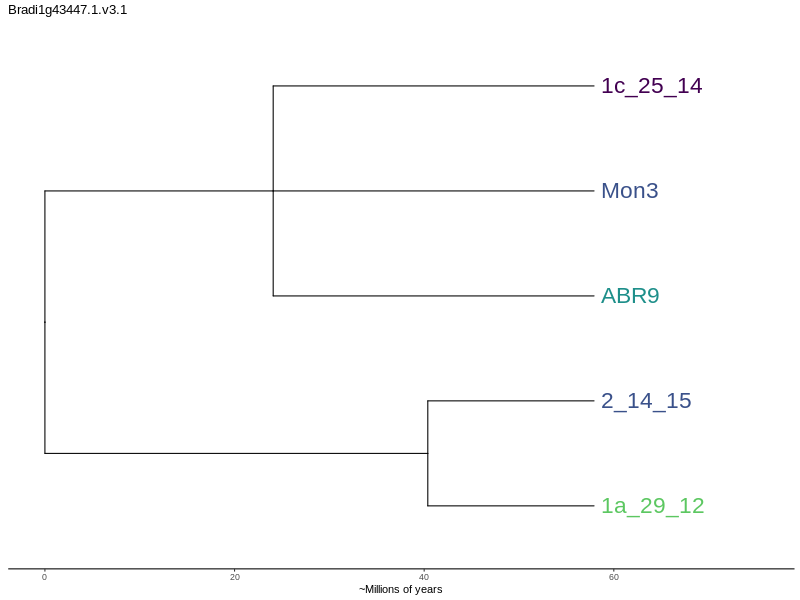 Bradi1g43447.1.v3.1
1c_25_14
Mon3
ABR9
2_14_15
1a_29_12
0 20 40 60
~Millions of years